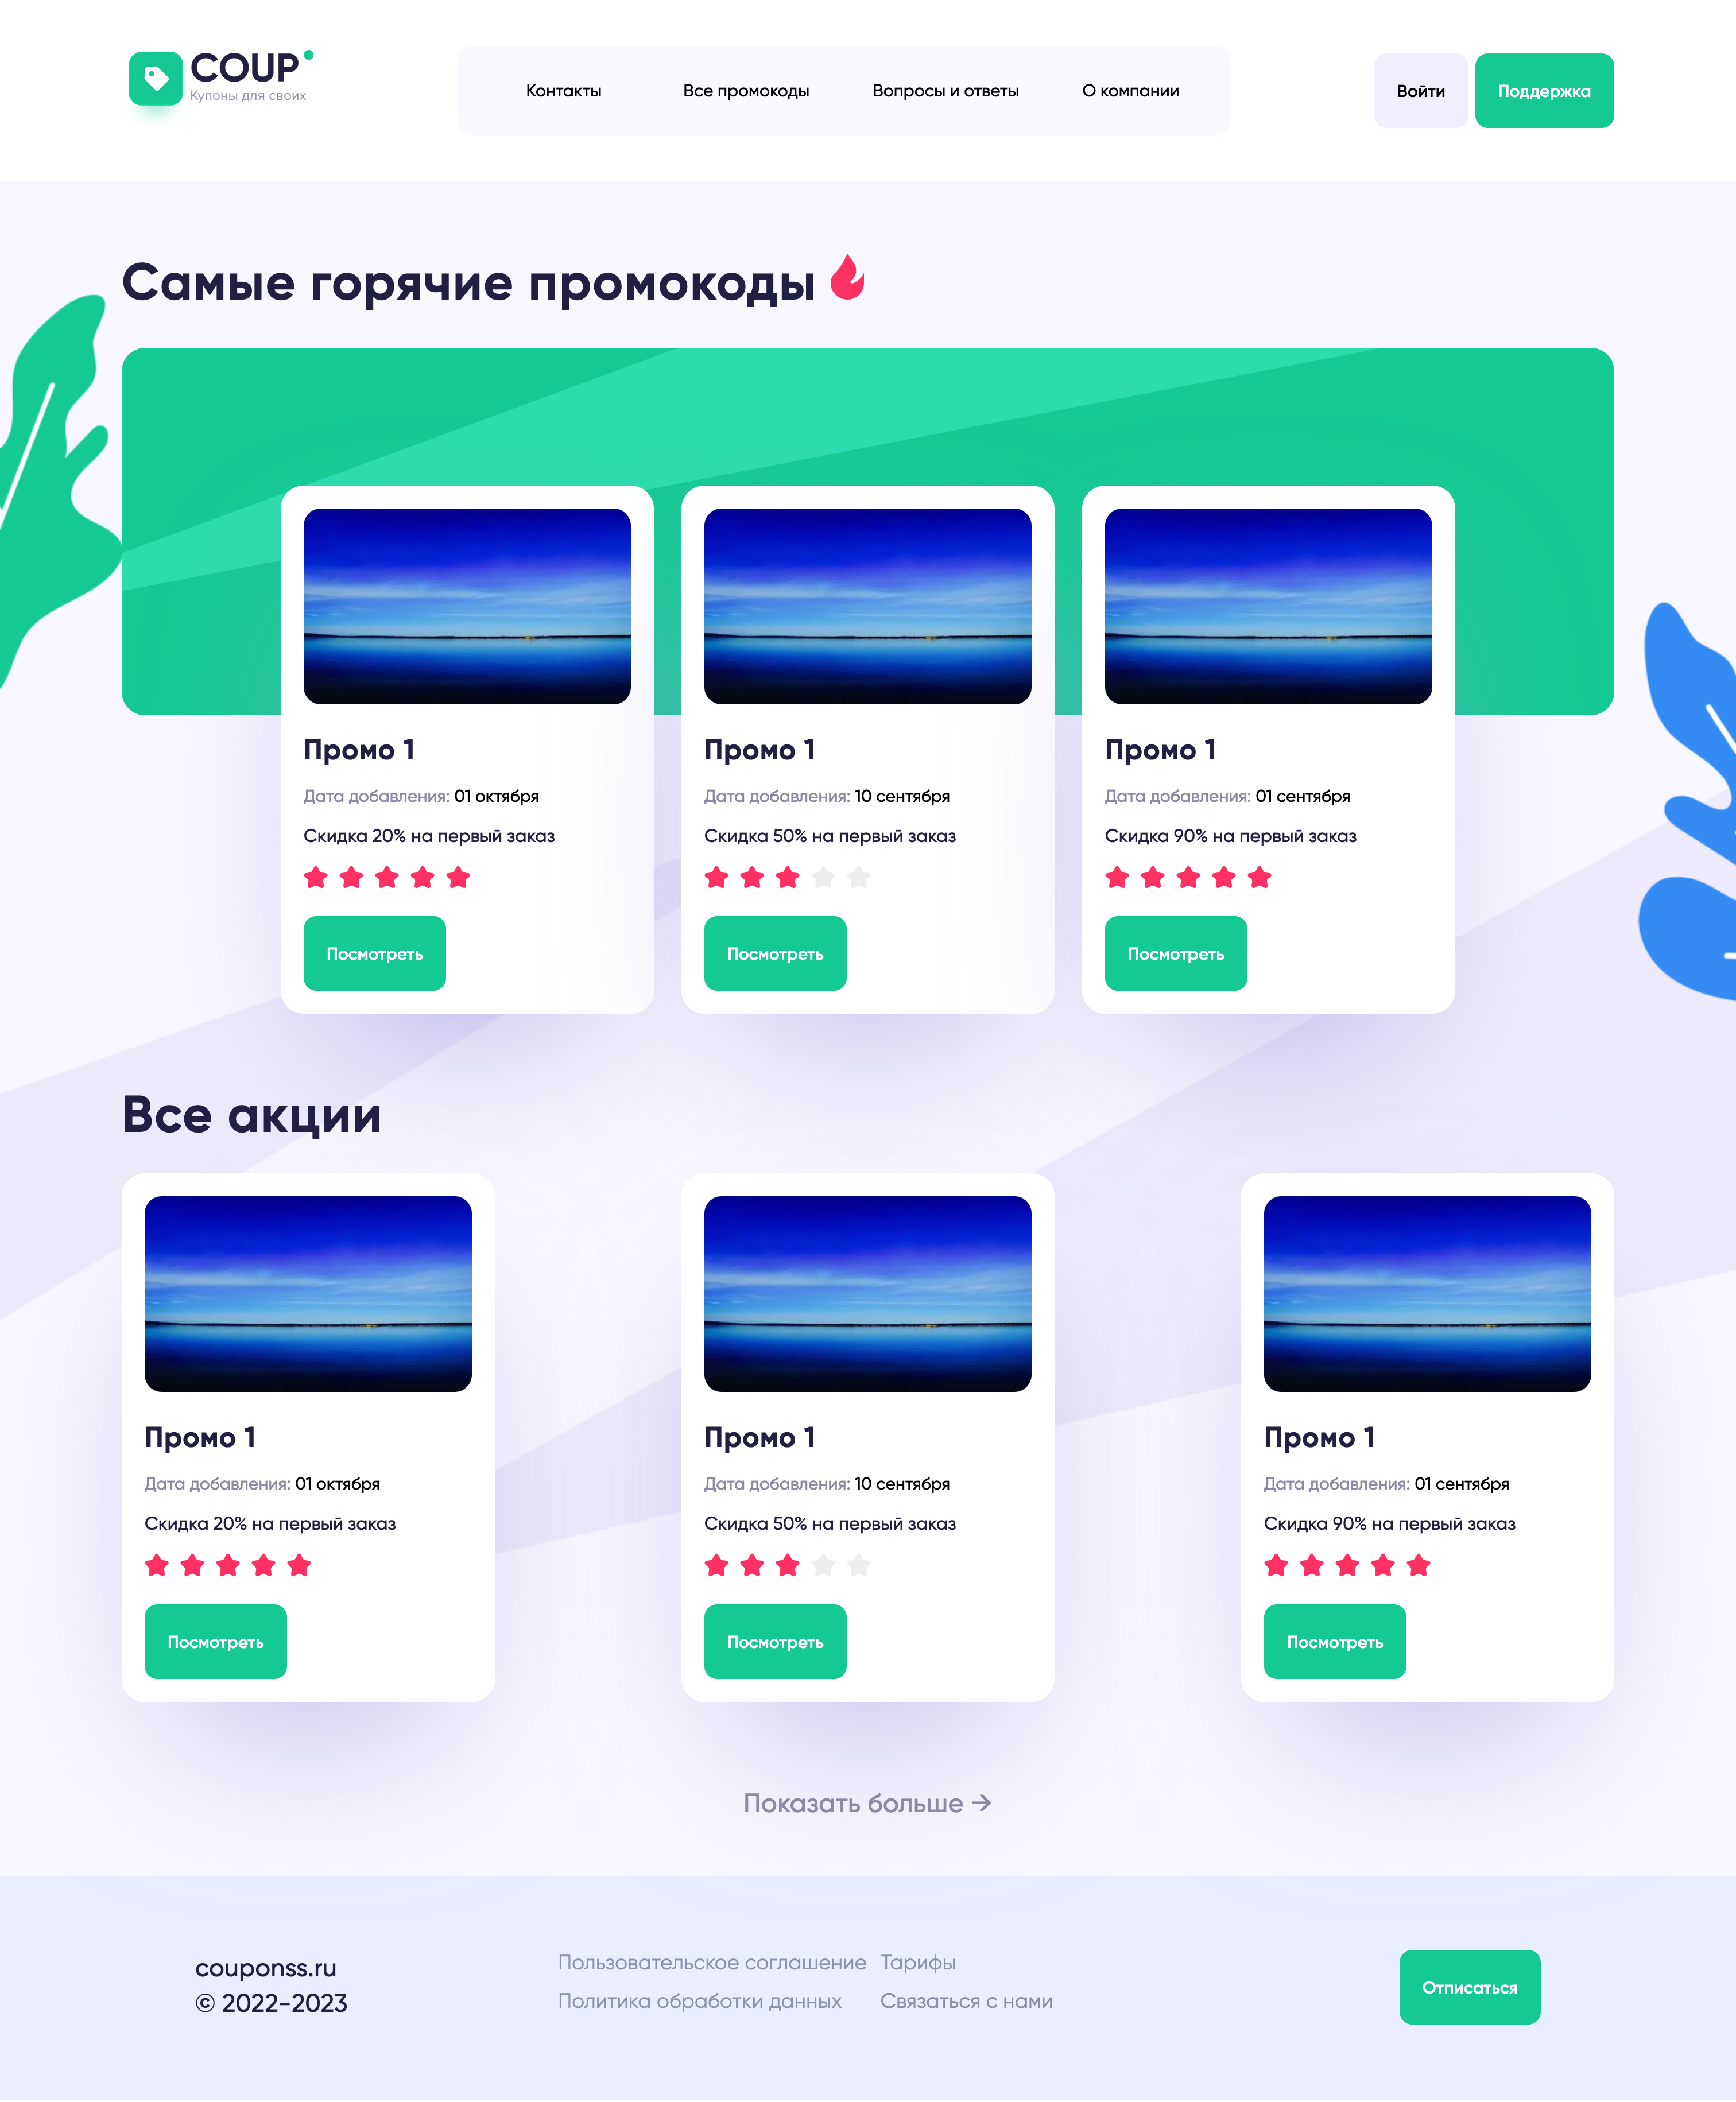 COUP
Купоны для своих
Контакты
Все промокоды
Вопросы и ответы
О компании
Войти
Поддержка
Самые горячие промокоды
Промо 1
Дата добавления: 01 октября
Скидка 20% на первый заказ
Посмотреть
Промо 1
Дата добавления: 10 сентября
Скидка 50% на первый заказ
Посмотреть
Промо 1
Дата добавления: 01 сентября
Скидка 90% на первый заказ
Посмотреть
Все акции
Промо 1
Дата добавления: 01 октября
Скидка 20% на первый заказ
Посмотреть
Промо 1
Дата добавления: 10 сентября
Скидка 50% на первый заказ
Посмотреть
Промо 1
Дата добавления: 01 сентября
Скидка 90% на первый заказ
Посмотреть
Показать больше →
couponss.ru
© 2022-2023
Пользовательское соглашение
Политика обработки данных
Тарифы
Связаться с нами
Отписаться